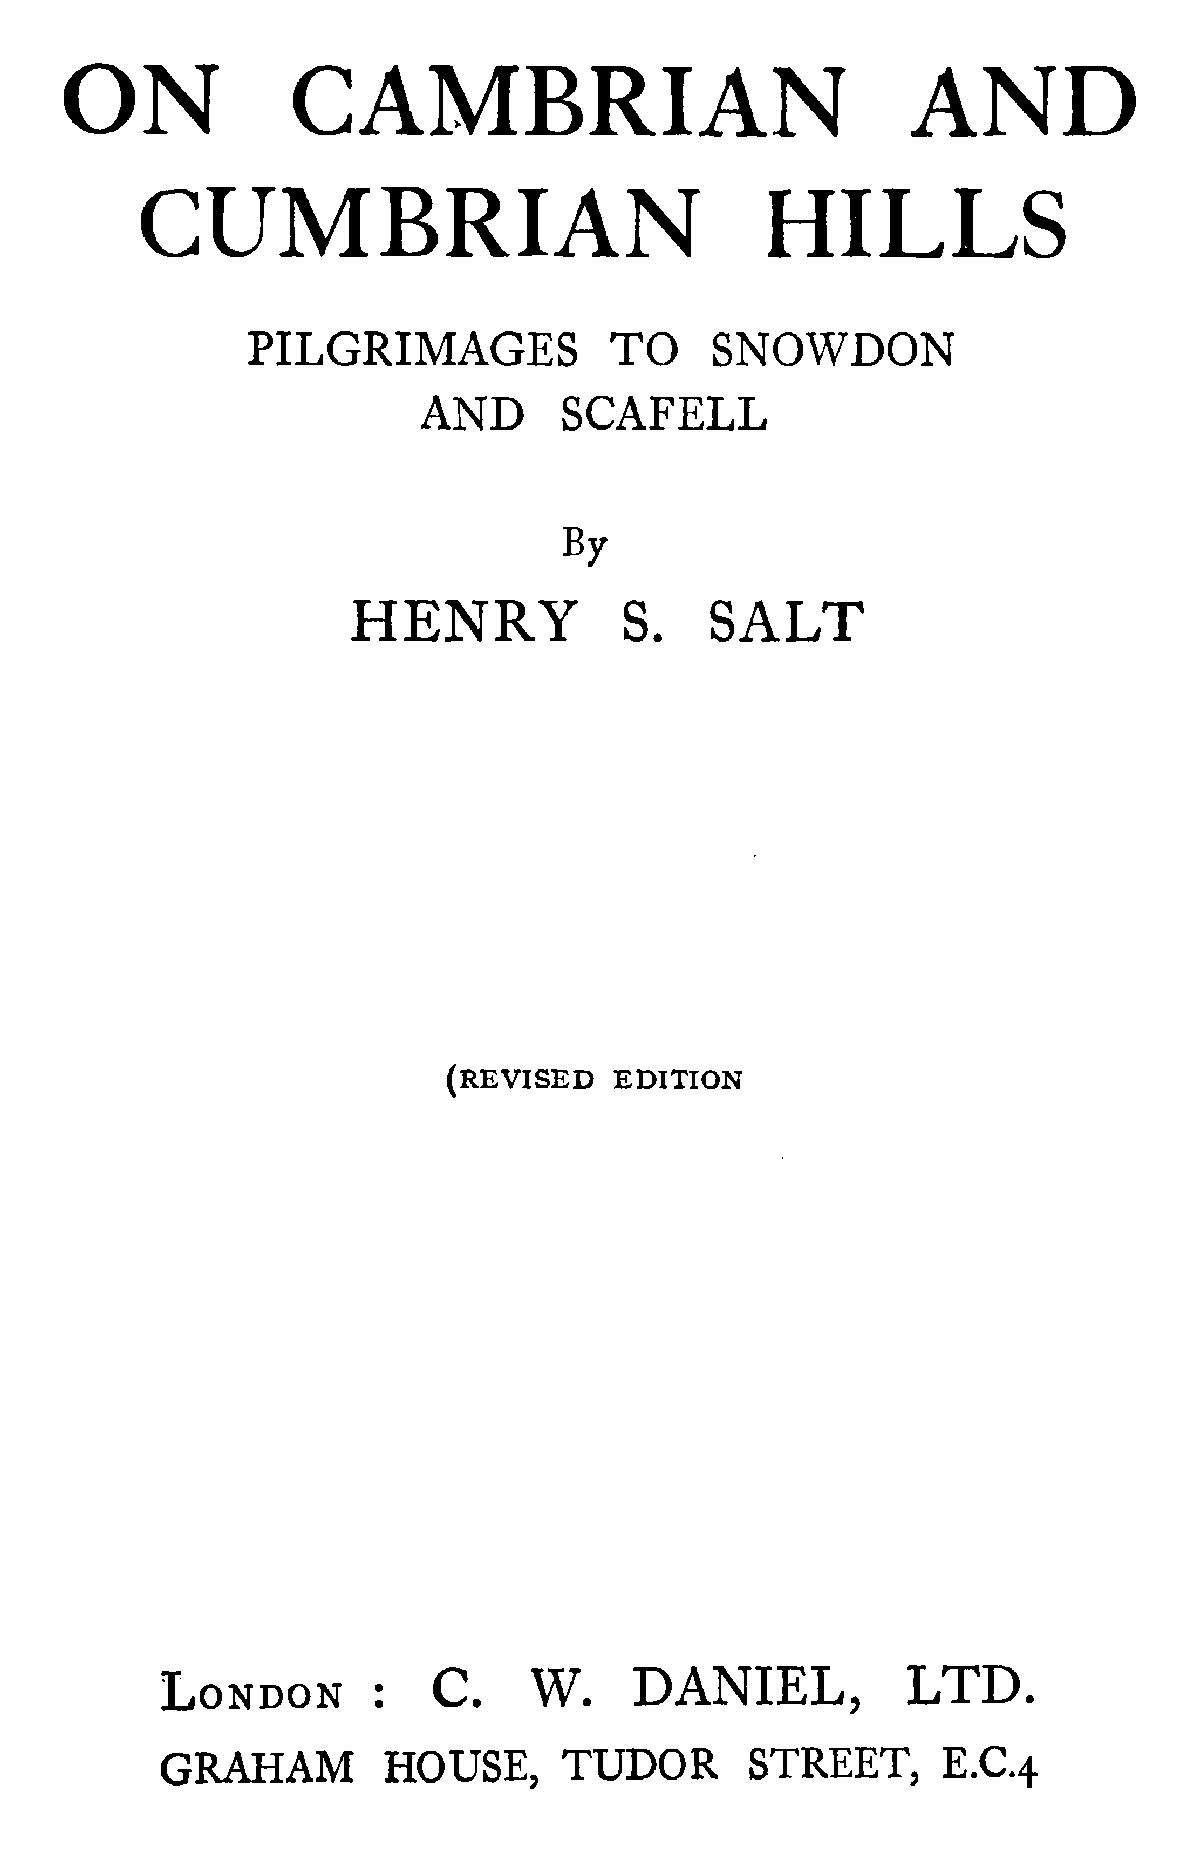 ON CAMBRIAN AND
CUMBRIAN HILLS
PILGRIMAGES TO SNOWDON
AND SCAFELL
By
HENRY S. SALT
(REVISED EDITION
LONDON : C. W. DANIEL, LTD.
GRAHAM HOUSE, TUDOR STREET, E.C.4